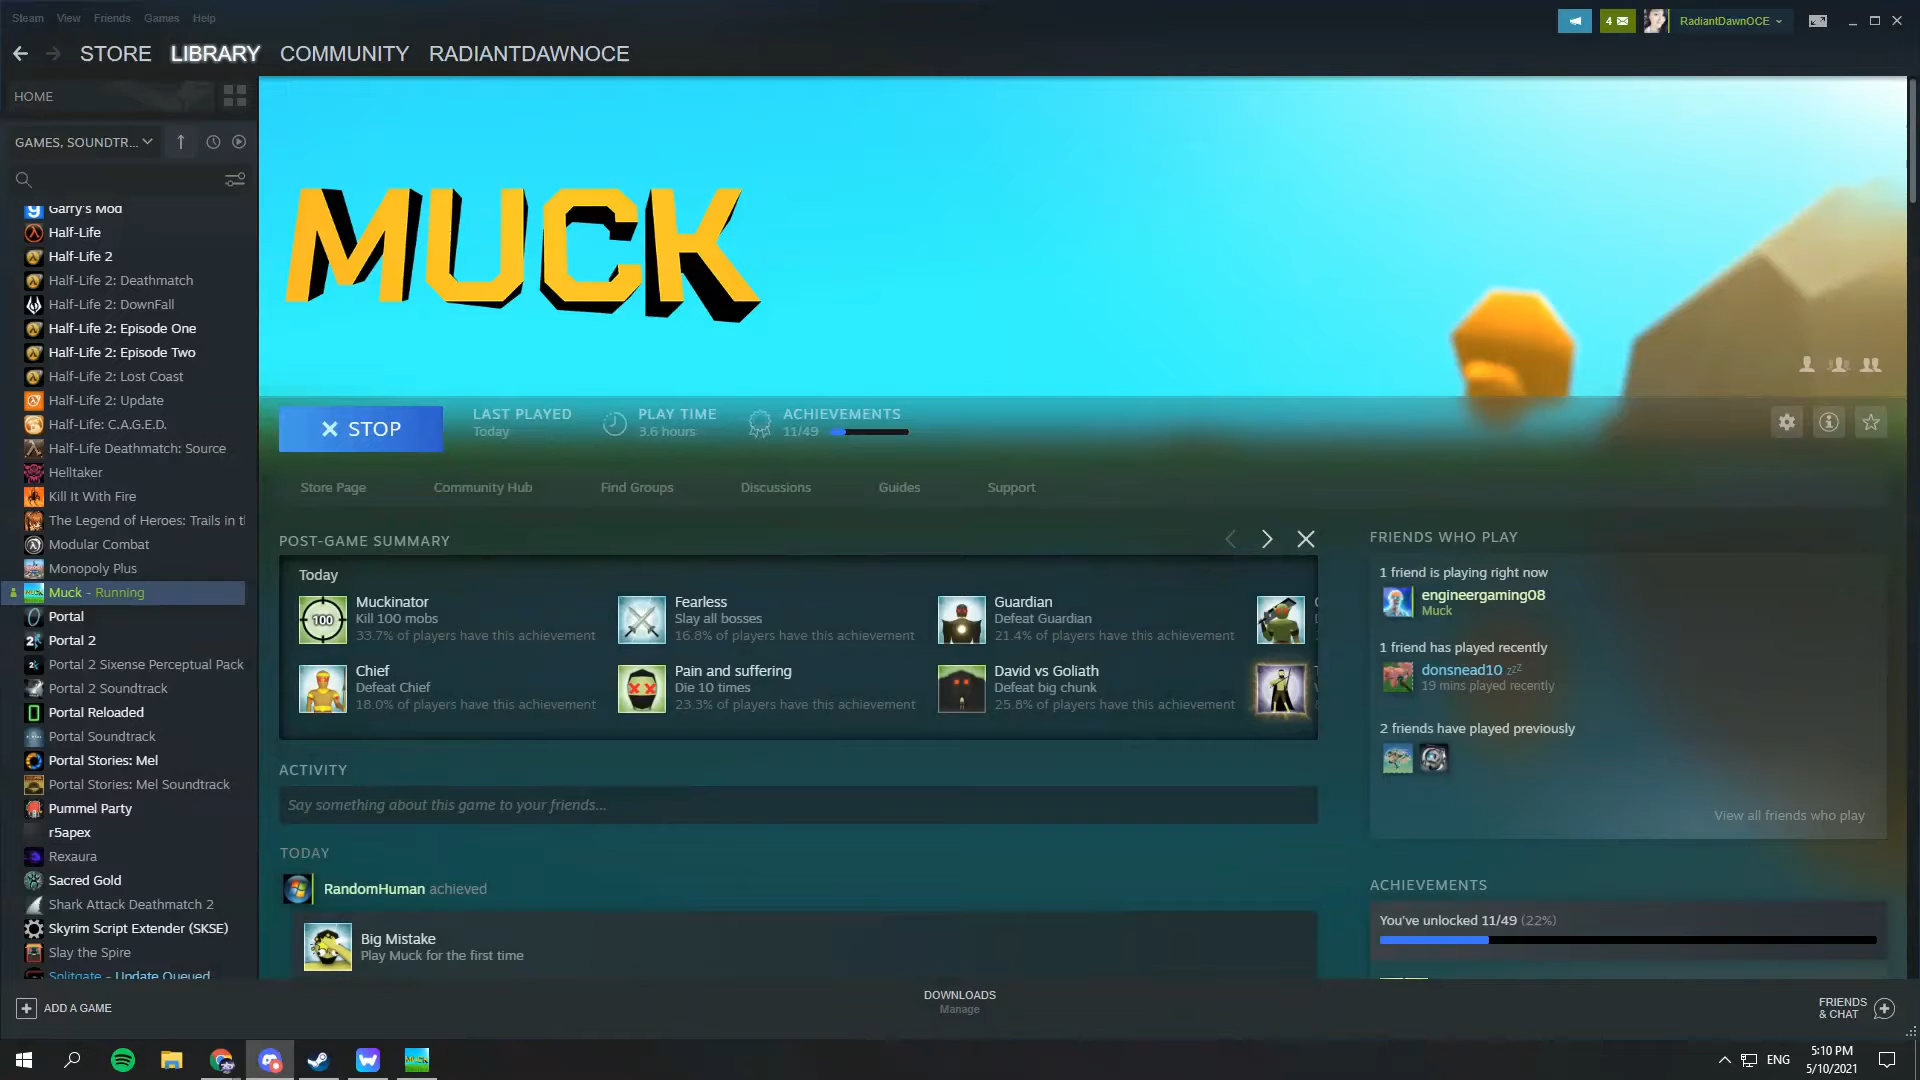 Steam View Friends Games Help
4
RadiantDawnOCE
STORE LIBRARY COMMUNITY RADIANTDAWNOCE
HOME
GAMES, SOUNDTR...
Garry's Mod
Half-Life
Half-Life 2
Half-Life 2: Deathmatch
Half-Life 2: DownFall
Half-Life 2: Episode One
Half-Life 2: Episode Two
Half-Life 2: Lost Coast
Half-Life 2: Update
Half-Life: C.A.G.E.D.
Half-Life Deathmatch: Source
Helltaker
Kill It With Fire
The Legend of Heroes: Trails in t
Modular Combat
Monopoly Plus
Muck - Running
Portal
Portal 2
Portal 2 Sixense Perceptual Pack
Portal 2 Soundtrack
Portal Reloaded
Portal Soundtrack
Portal Stories: Mel
Portal Stories: Mel Soundtrack
Pummel Party
r5apex
Rexaura
Sacred Gold
Shark Attack Deathmatch 2
Skyrim Script Extender (SKSE)
Slay the Spire
Splitgate - Update Queued
ADD A GAME
MUCK
STOP
LAST PLAYED
Today
PLAY TIME
3.6 hours
ACHIEVEMENTS
11/49
Store Page Community Hub Find Groups Discussions Guides Support
POST-GAME SUMMARY
Today
100
Muckinator
Kill 100 mobs
33.7% of players have this achievement
Fearless
Slay all bosses
16.8% of players have this achievement
Guardian
Defeat Guardian
21.4% of players have this achievement
Chief
Defeat Chief
18.0% of players have this achievement
Pain and suffering
Die 10 times
23.3% of players have this achievement
David vs Goliath
Defeat big chunk
25.8% of players have this achievement
ACTIVITY
Say something about this game to your friends...
TODAY
RandomHuman achieved
Big Mistake
Play Muck for the first time
FRIENDS WHO PLAY
1 friend is playing right now
engineergaming08
Muck
1 friend has played recently
donsnead10 zzz
19 mins played recently
2 friends have played previously
View all friends who play
ACHIEVEMENTS
You've unlocked 11/49 (22%)
DOWNLOADS
Manage
FRIENDS
& CHAT
ENG
5:10 PM
5/10/2021